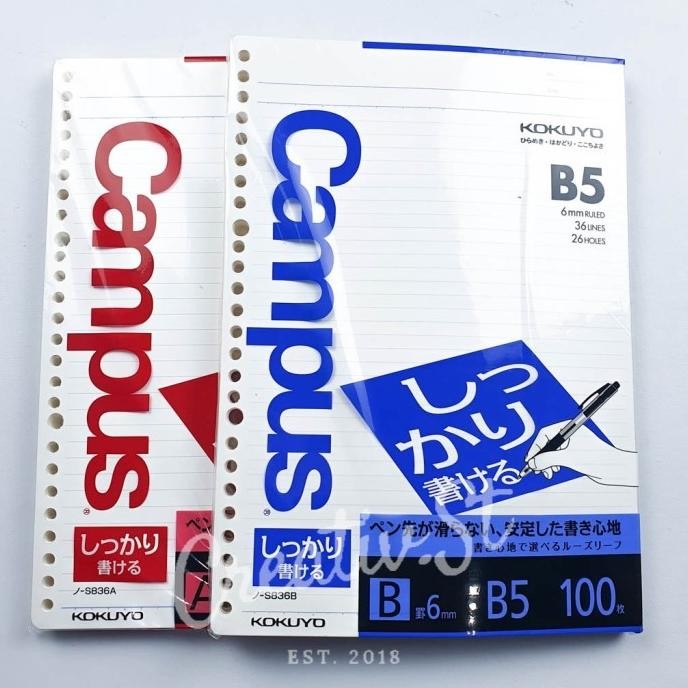 Campus
しっかり
書ける
ノ-S836A
KOKUYO
ペン
A
Campus
KOKUYO
ひらめき・はかどり・ここちよさ
B5
6mm RULED
36 LINES
26 HOLES
しっ
かり
書ける
ペン先が滑らない、安定した書き心地
書き心地で選べるルーズリーフ
しっかり
書ける
ノ-S836B
KOKUYO
B 罫6mm B5 100枚
Creativ.St
EST. 2018